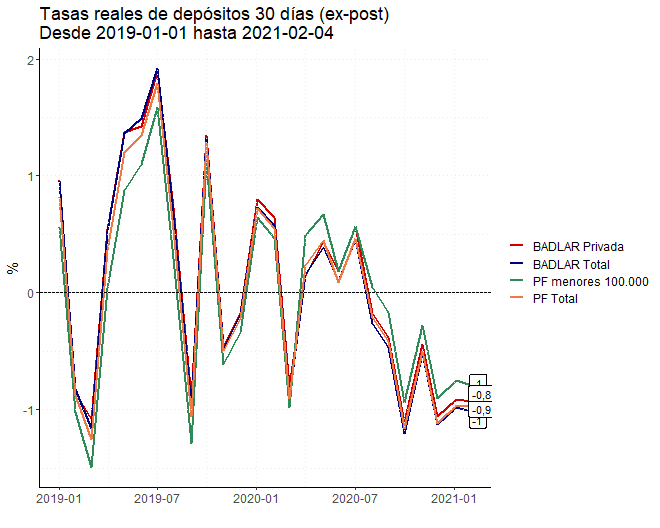 Tasas reales de depósitos 30 días (ex-post)
Desde 2019-01-01 hasta 2021-02-04
%
2
1
0
-1
-0,8
-0,9
-1
2019-01
2019-07
2020-01
2020-07
2021-01
BADLAR Privada
BADLAR Total
PF menores 100.000
PF Total